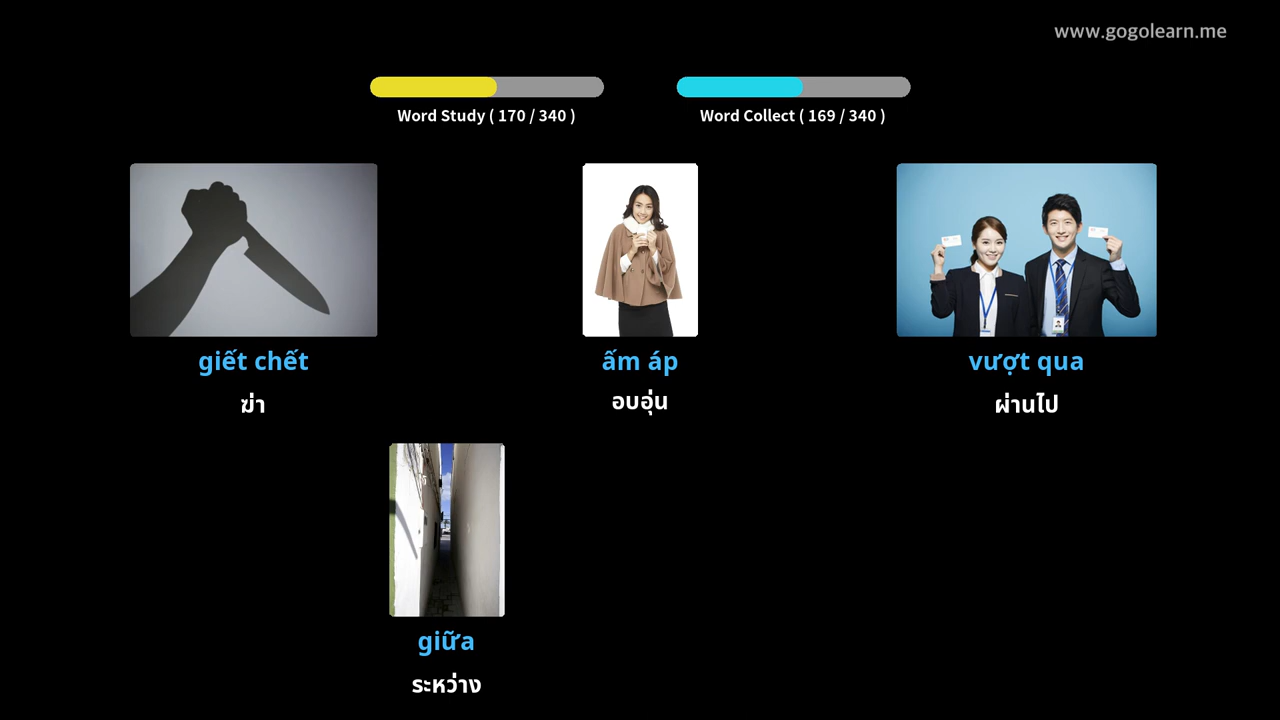 www.gogolearn.me
Word Study ( 170 / 340 )
Word Collect ( 169 / 340 )
giết chết
ấm áp
vượt qua
ฆ่า
อบอุ่น
ผ่านไป
giữa
ระหว่าง